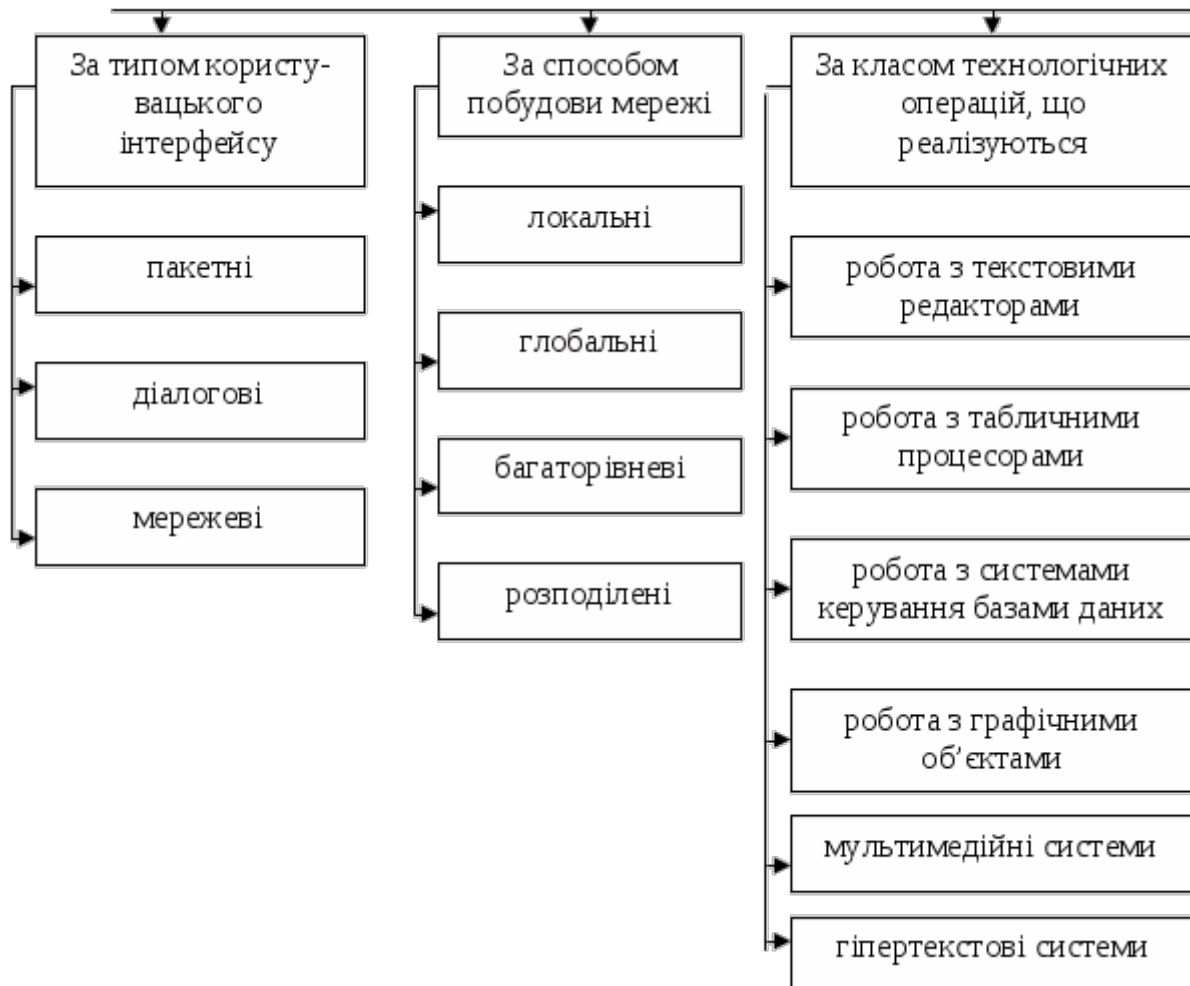 За типом користу-
вацького
інтерфейсу
пакетні
діалогові
мережеві
За способом
побудови мережі
локальні
глобальні
багаторівневі
розподілені
За класом технологічних
операцій, що
реалізуються
робота з текстовими
редакторами
робота з табличними
процесорами
робота з системами
керування базами даних
робота з графічними
об’єктами
мультимедійні системи
гіпертекстові системи